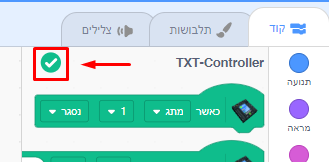 קוד
תלבושות
צלילים
תנועה
TXT-Controller
כאשר מתג 1 נסגר
מראה